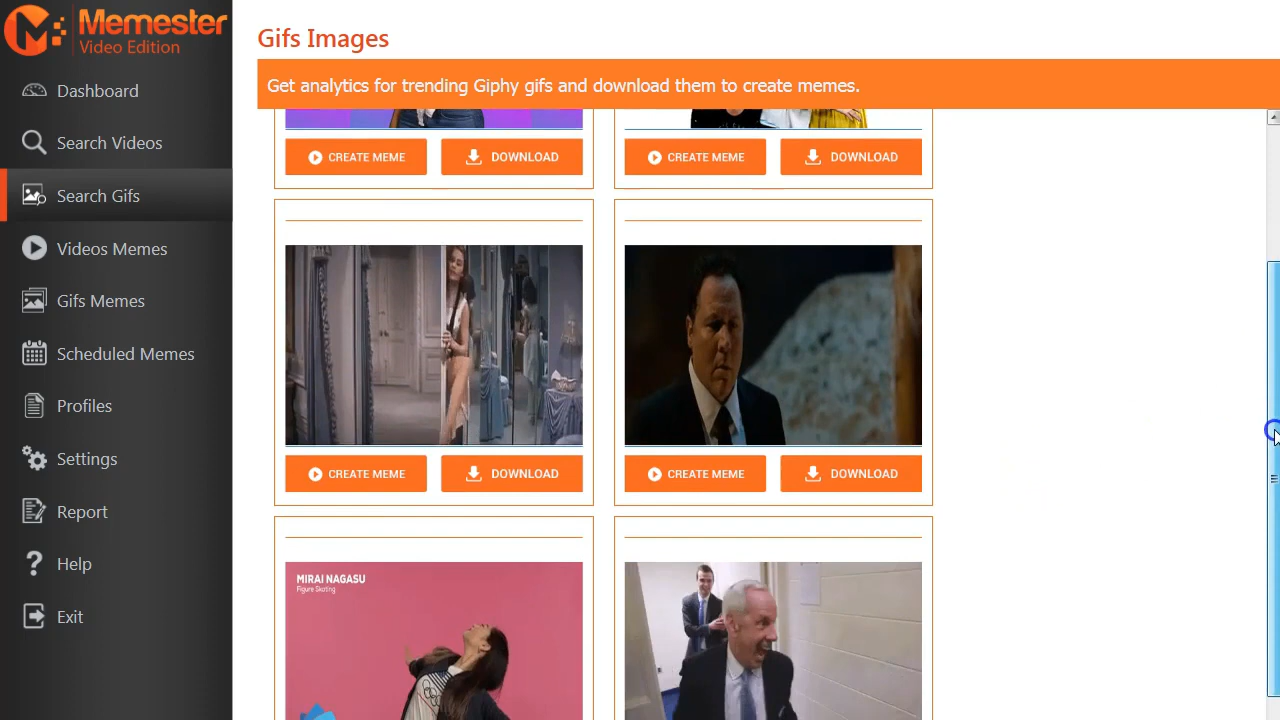 Memester
Video Edition
Dashboard
Search Videos
Search Gifs
Videos Memes
Gifs Memes
Scheduled Memes
Profiles
Settings
Report
Help
Exit
Gifs Images
Get analytics for trending Giphy gifs and download them to create memes.
CREATE MEME DOWNLOAD CREATE MEME DOWNLOAD
CREATE MEME DOWNLOAD CREATE MEME DOWNLOAD
MIRAI NAGASU
Figure Skating